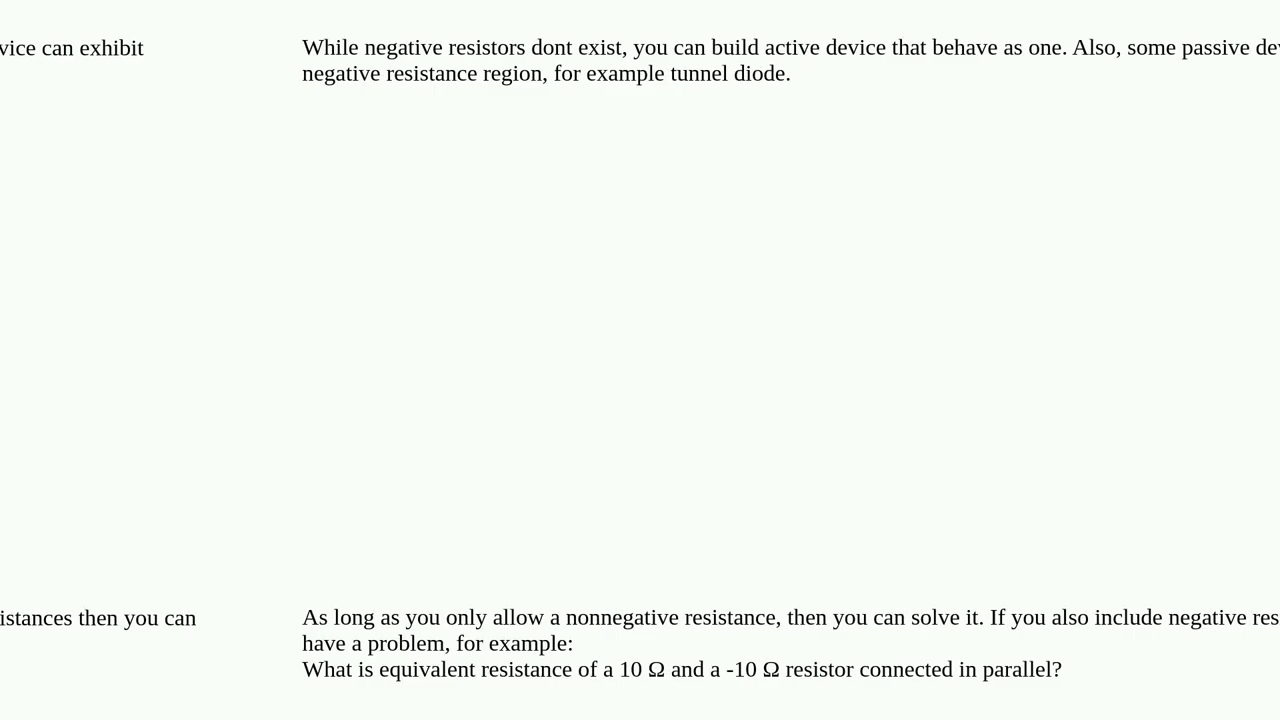 vice can exhibit
While negative resistors dont exist, you can build active device that behave as one. Also, some passive dev
negative resistance region, for example tunnel diode.
istances then you can
As long as you only allow a nonnegative resistance, then you can solve it. If you also include negative res
have a problem, for example:
What is equivalent resistance of a 10 Ω and a -10 Ω resistor connected in parallel?